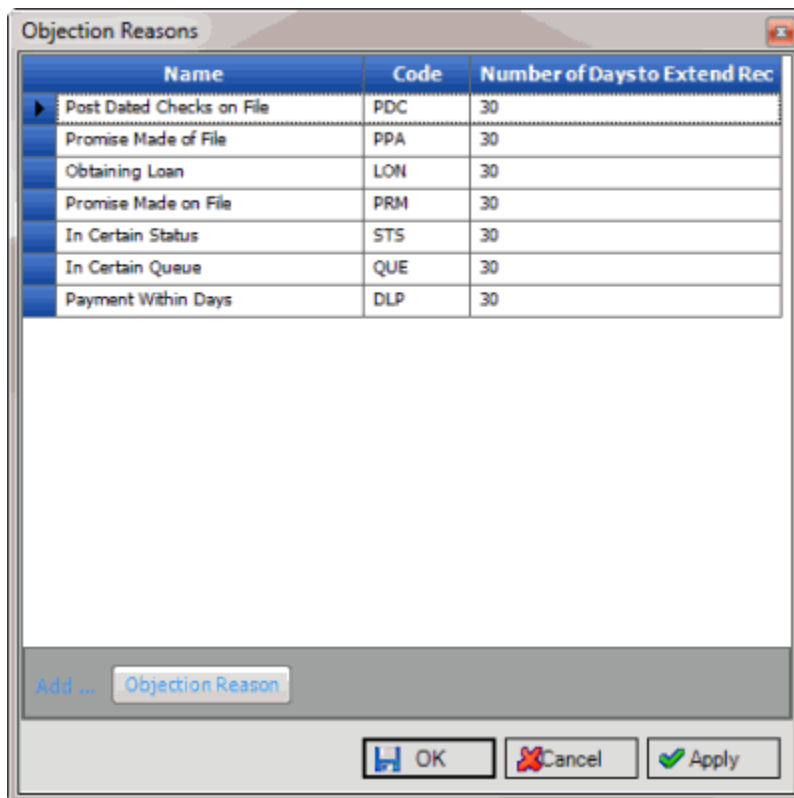 Objection Reasons
Name Code Number of Days to Extend Rec
Post Dated Checks on File PDC 30
Promise Made of File PPA 30
Obtaining Loan LON 30
Promise Made on File PRM 30
In Certain Status STS 30
In Certain Queue QUE 30
Payment Within Days DLP 30
Add ... Objection Reason
OK Cancel Apply